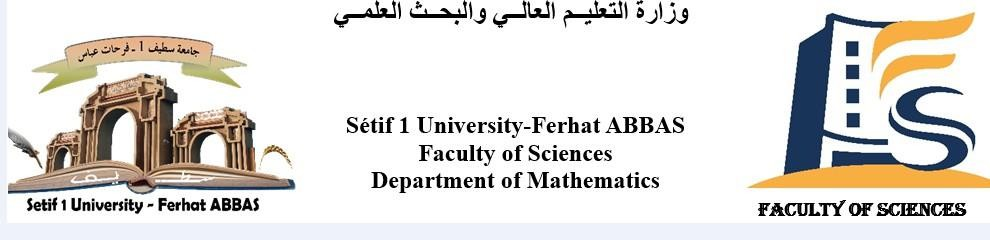 وزارة التعليم العالي والبحث العلمي
جامعة سطيف 1 - فرحات عباس
Setif 1 University - Ferhat ABBAS
Sétif 1 University-Ferhat ABBAS
Faculty of Sciences
Department of Mathematics
FS
FACULTY OF SCIENCES